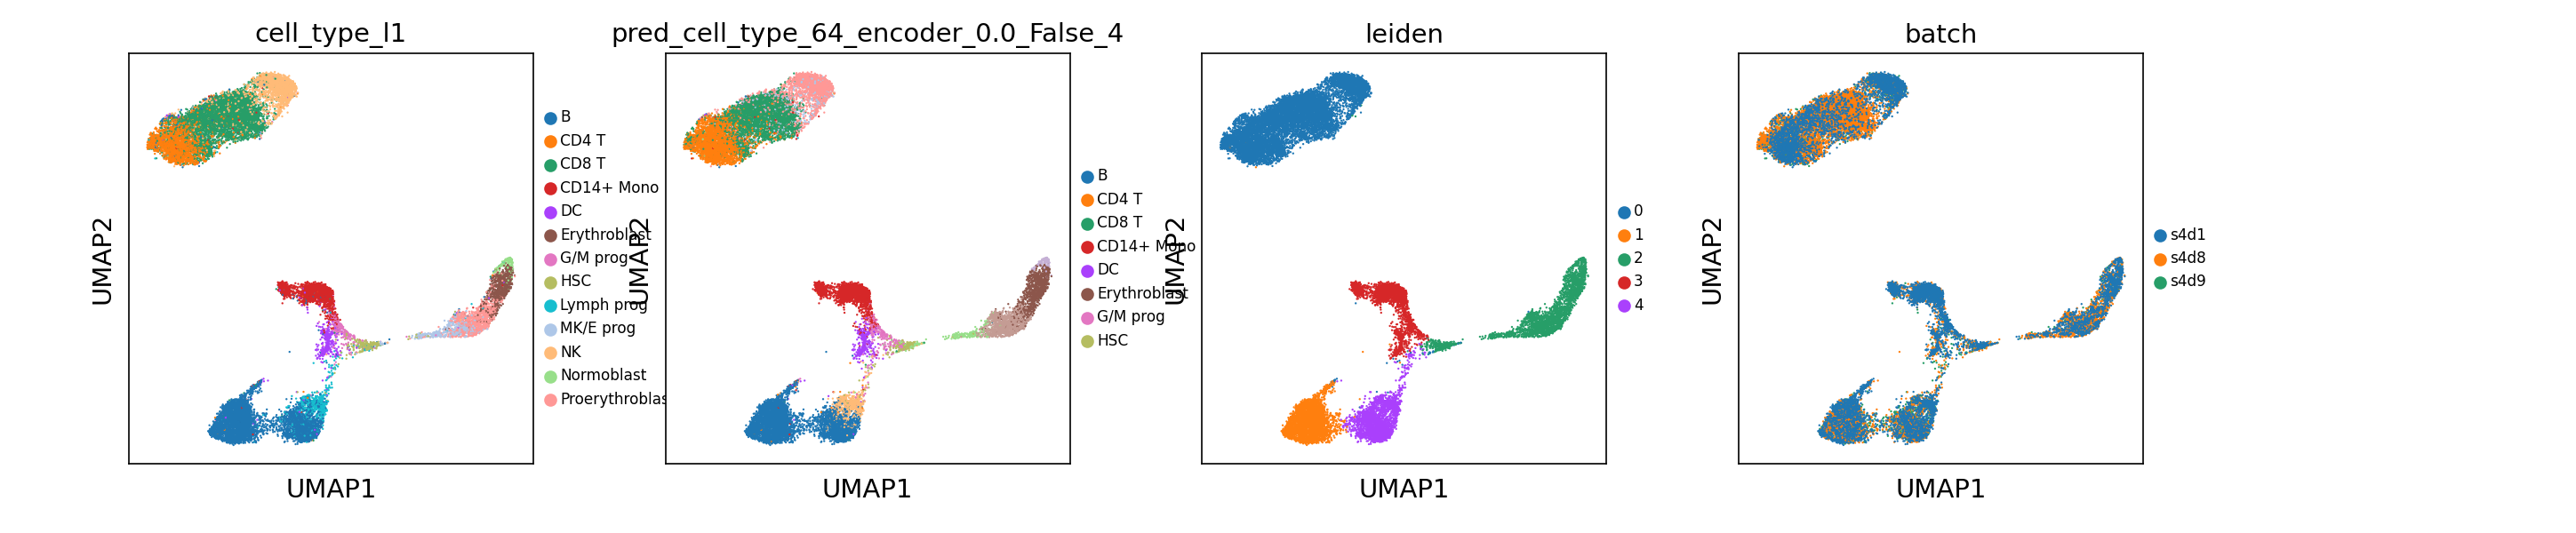 cell_type_l1
UMAP2
UMAP1
B
CD4 T
CD8 T
CD14+ Mono
DC
Erythroblast
G/M prog
HSC
Lymph prog
MK/E prog
NK
Normoblast
Proerythroblas
pred_cell_type_64_encoder_0.0_False_4
UMAP2
UMAP1
B
CD4 T
CD8 T
CD14+ Mono
DC
Erythroblast
G/M prog
HSC
leiden
UMAP2
UMAP1
0
1
2
3
4
batch
UMAP2
UMAP1
s4d1
s4d8
s4d9